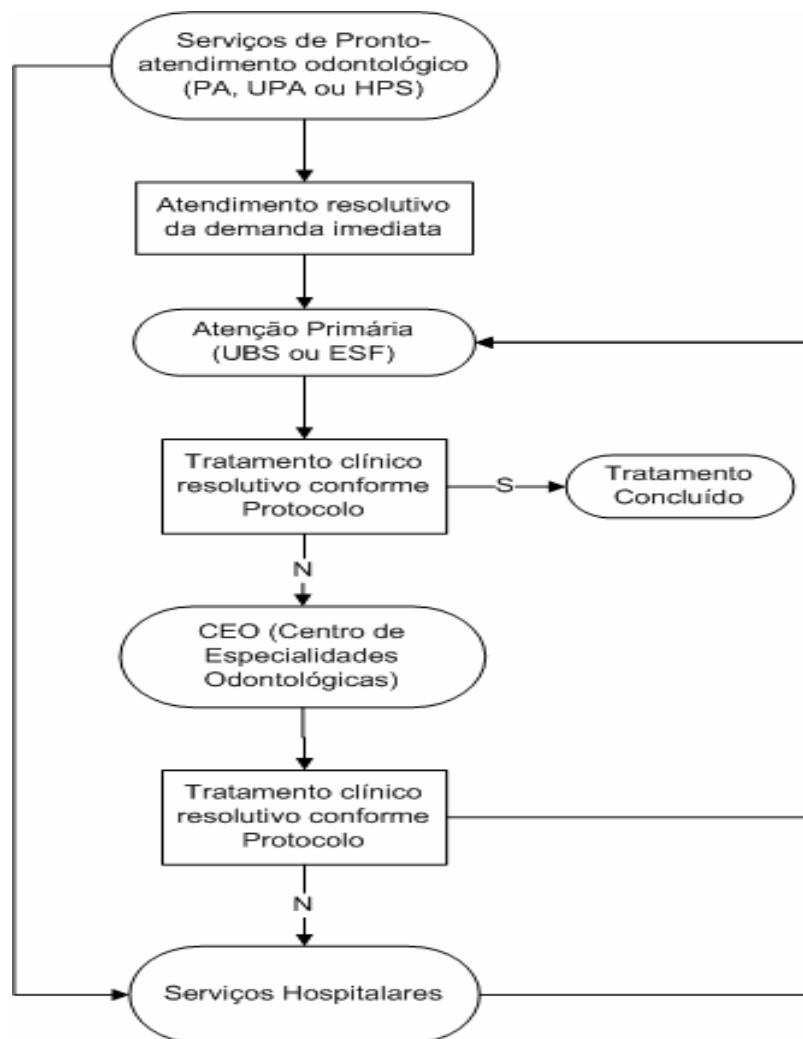 Serviços de Pronto-
atendimento odontológico
(PA, UPA ou HPS)
Atendimento resolutivo
da demanda imediata
Atenção Primária
(UBS ou ESF)
Tratamento clínico
resolutivo conforme
Protocolo
S
Tratamento
Concluído
N
CEO (Centro de
Especialidades
Odontológicas)
Tratamento clínico
resolutivo conforme
Protocolo
N
Serviços Hospitalares